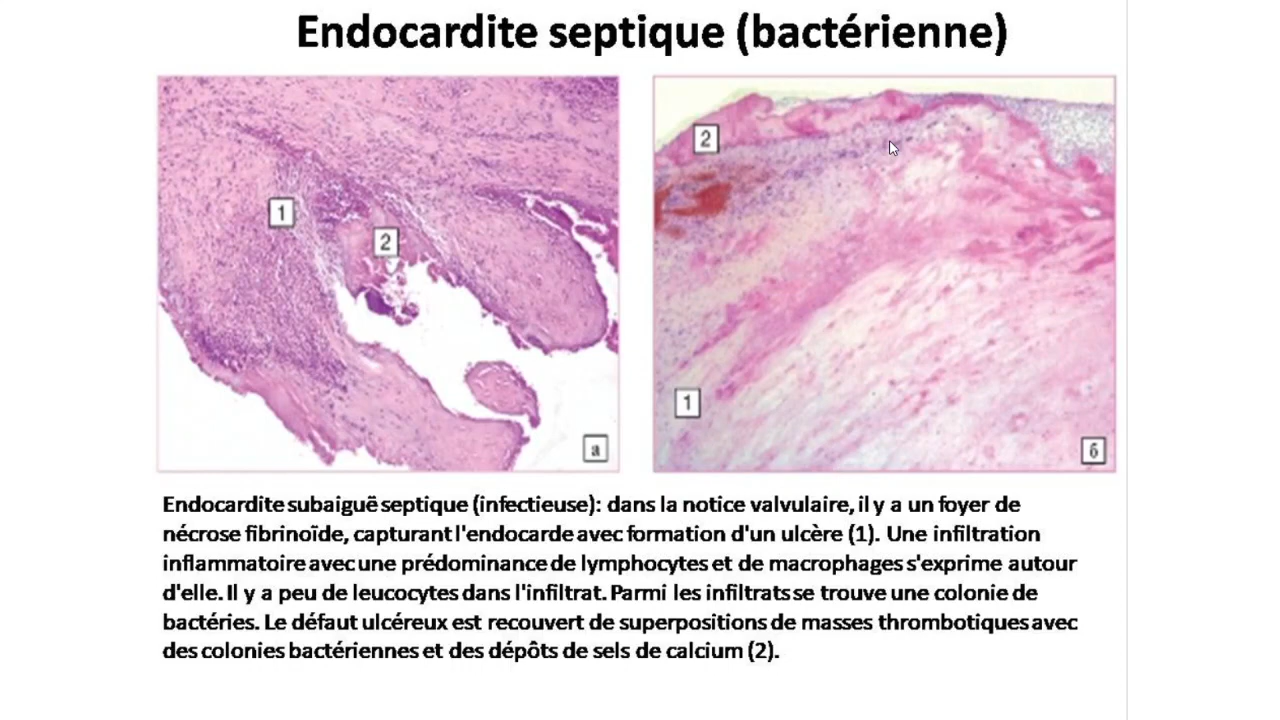 Endocardite septique (bactérienne)
1
2
а
2
1
б
Endocardite subaiguë septique (infectieuse): dans la notice valvulaire, il y a un foyer de
nécrose fibrinoïde, capturant l'endocarde avec formation d'un ulcère (1). Une infiltration
inflammatoire avec une prédominance de lymphocytes et de macrophages s'exprime autour
d'elle. Il y a peu de leucocytes dans l'infiltrat. Parmi les infiltrats se trouve une colonie de
bactéries. Le défaut ulcéreux est recouvert de superpositions de masses thrombotiques avec
des colonies bactériennes et des dépôts de sels de calcium (2).